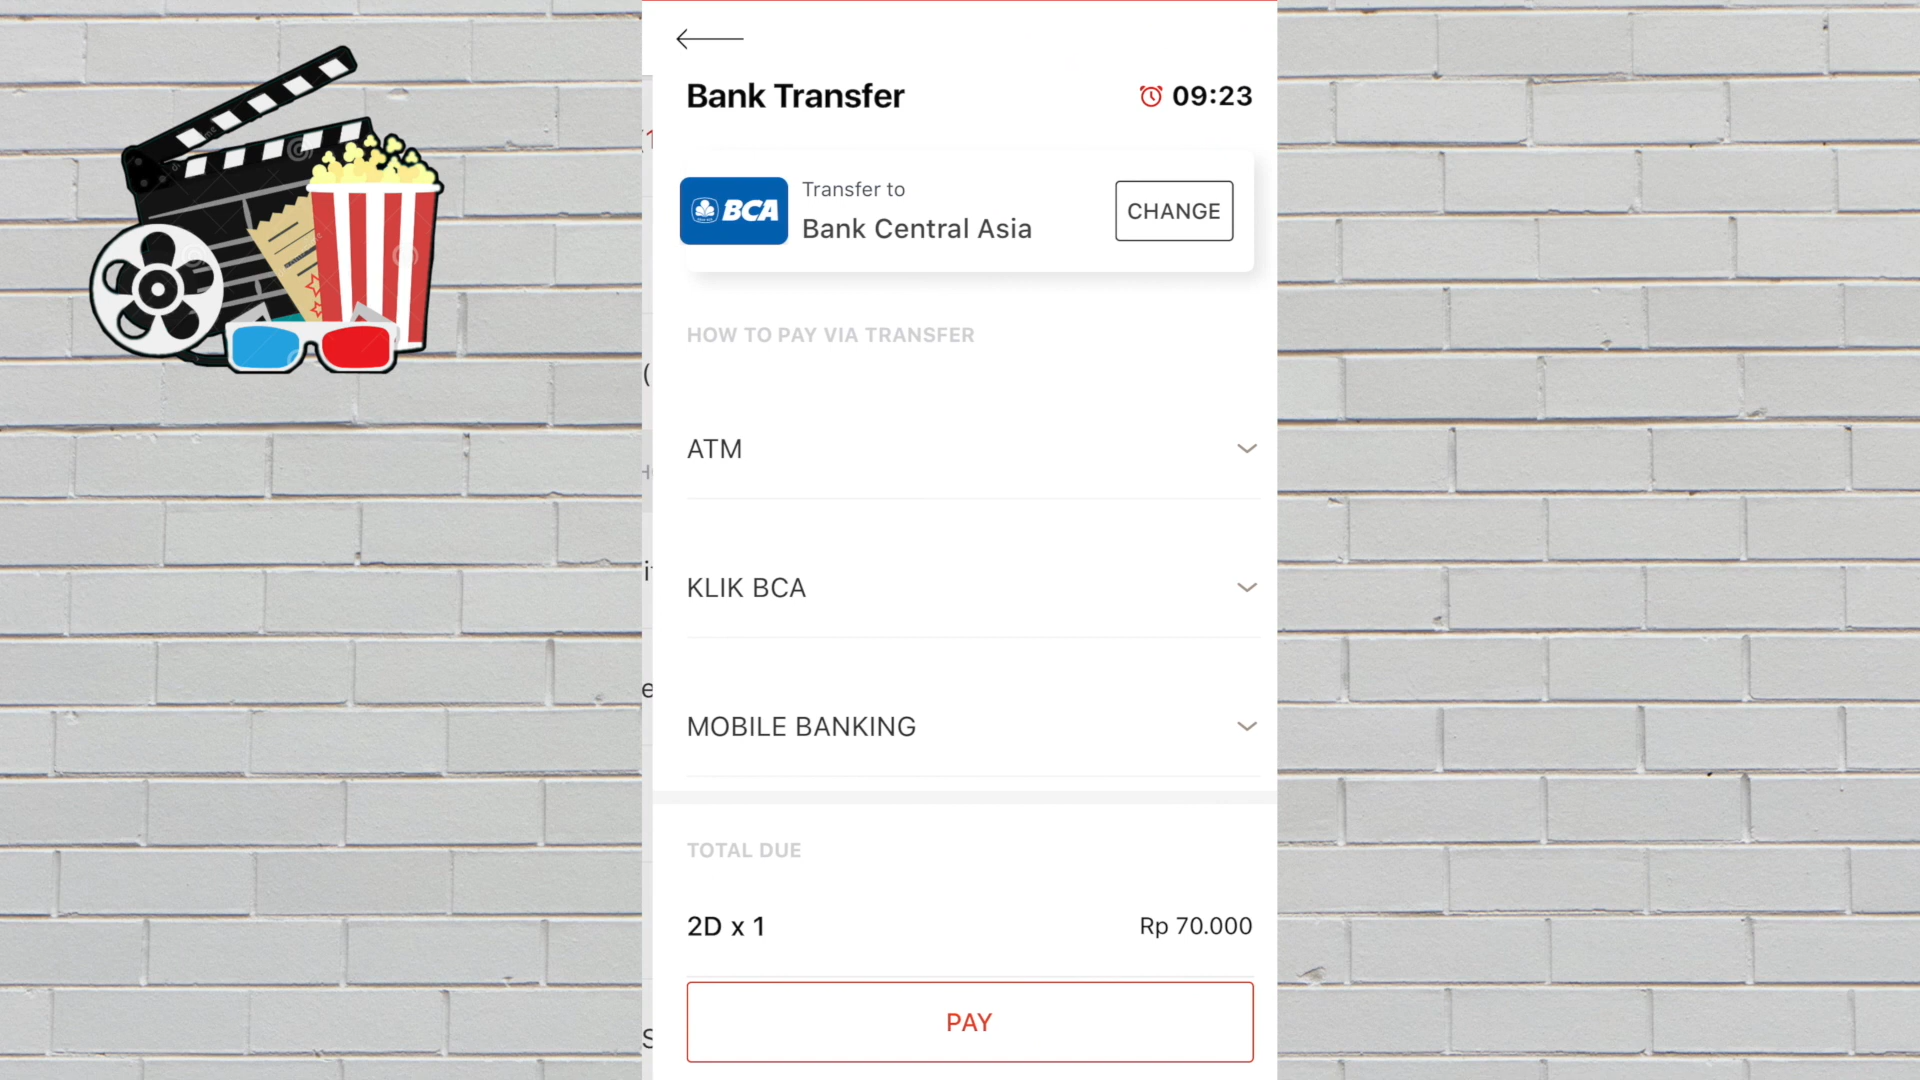 Bank Transfer
09:23
BCA
Transfer to
Bank Central Asia
CHANGE
HOW TO PAY VIA TRANSFER
ATM
KLIK BCA
MOBILE BANKING
TOTAL DUE
2D x 1
Rp 70.000
PAY